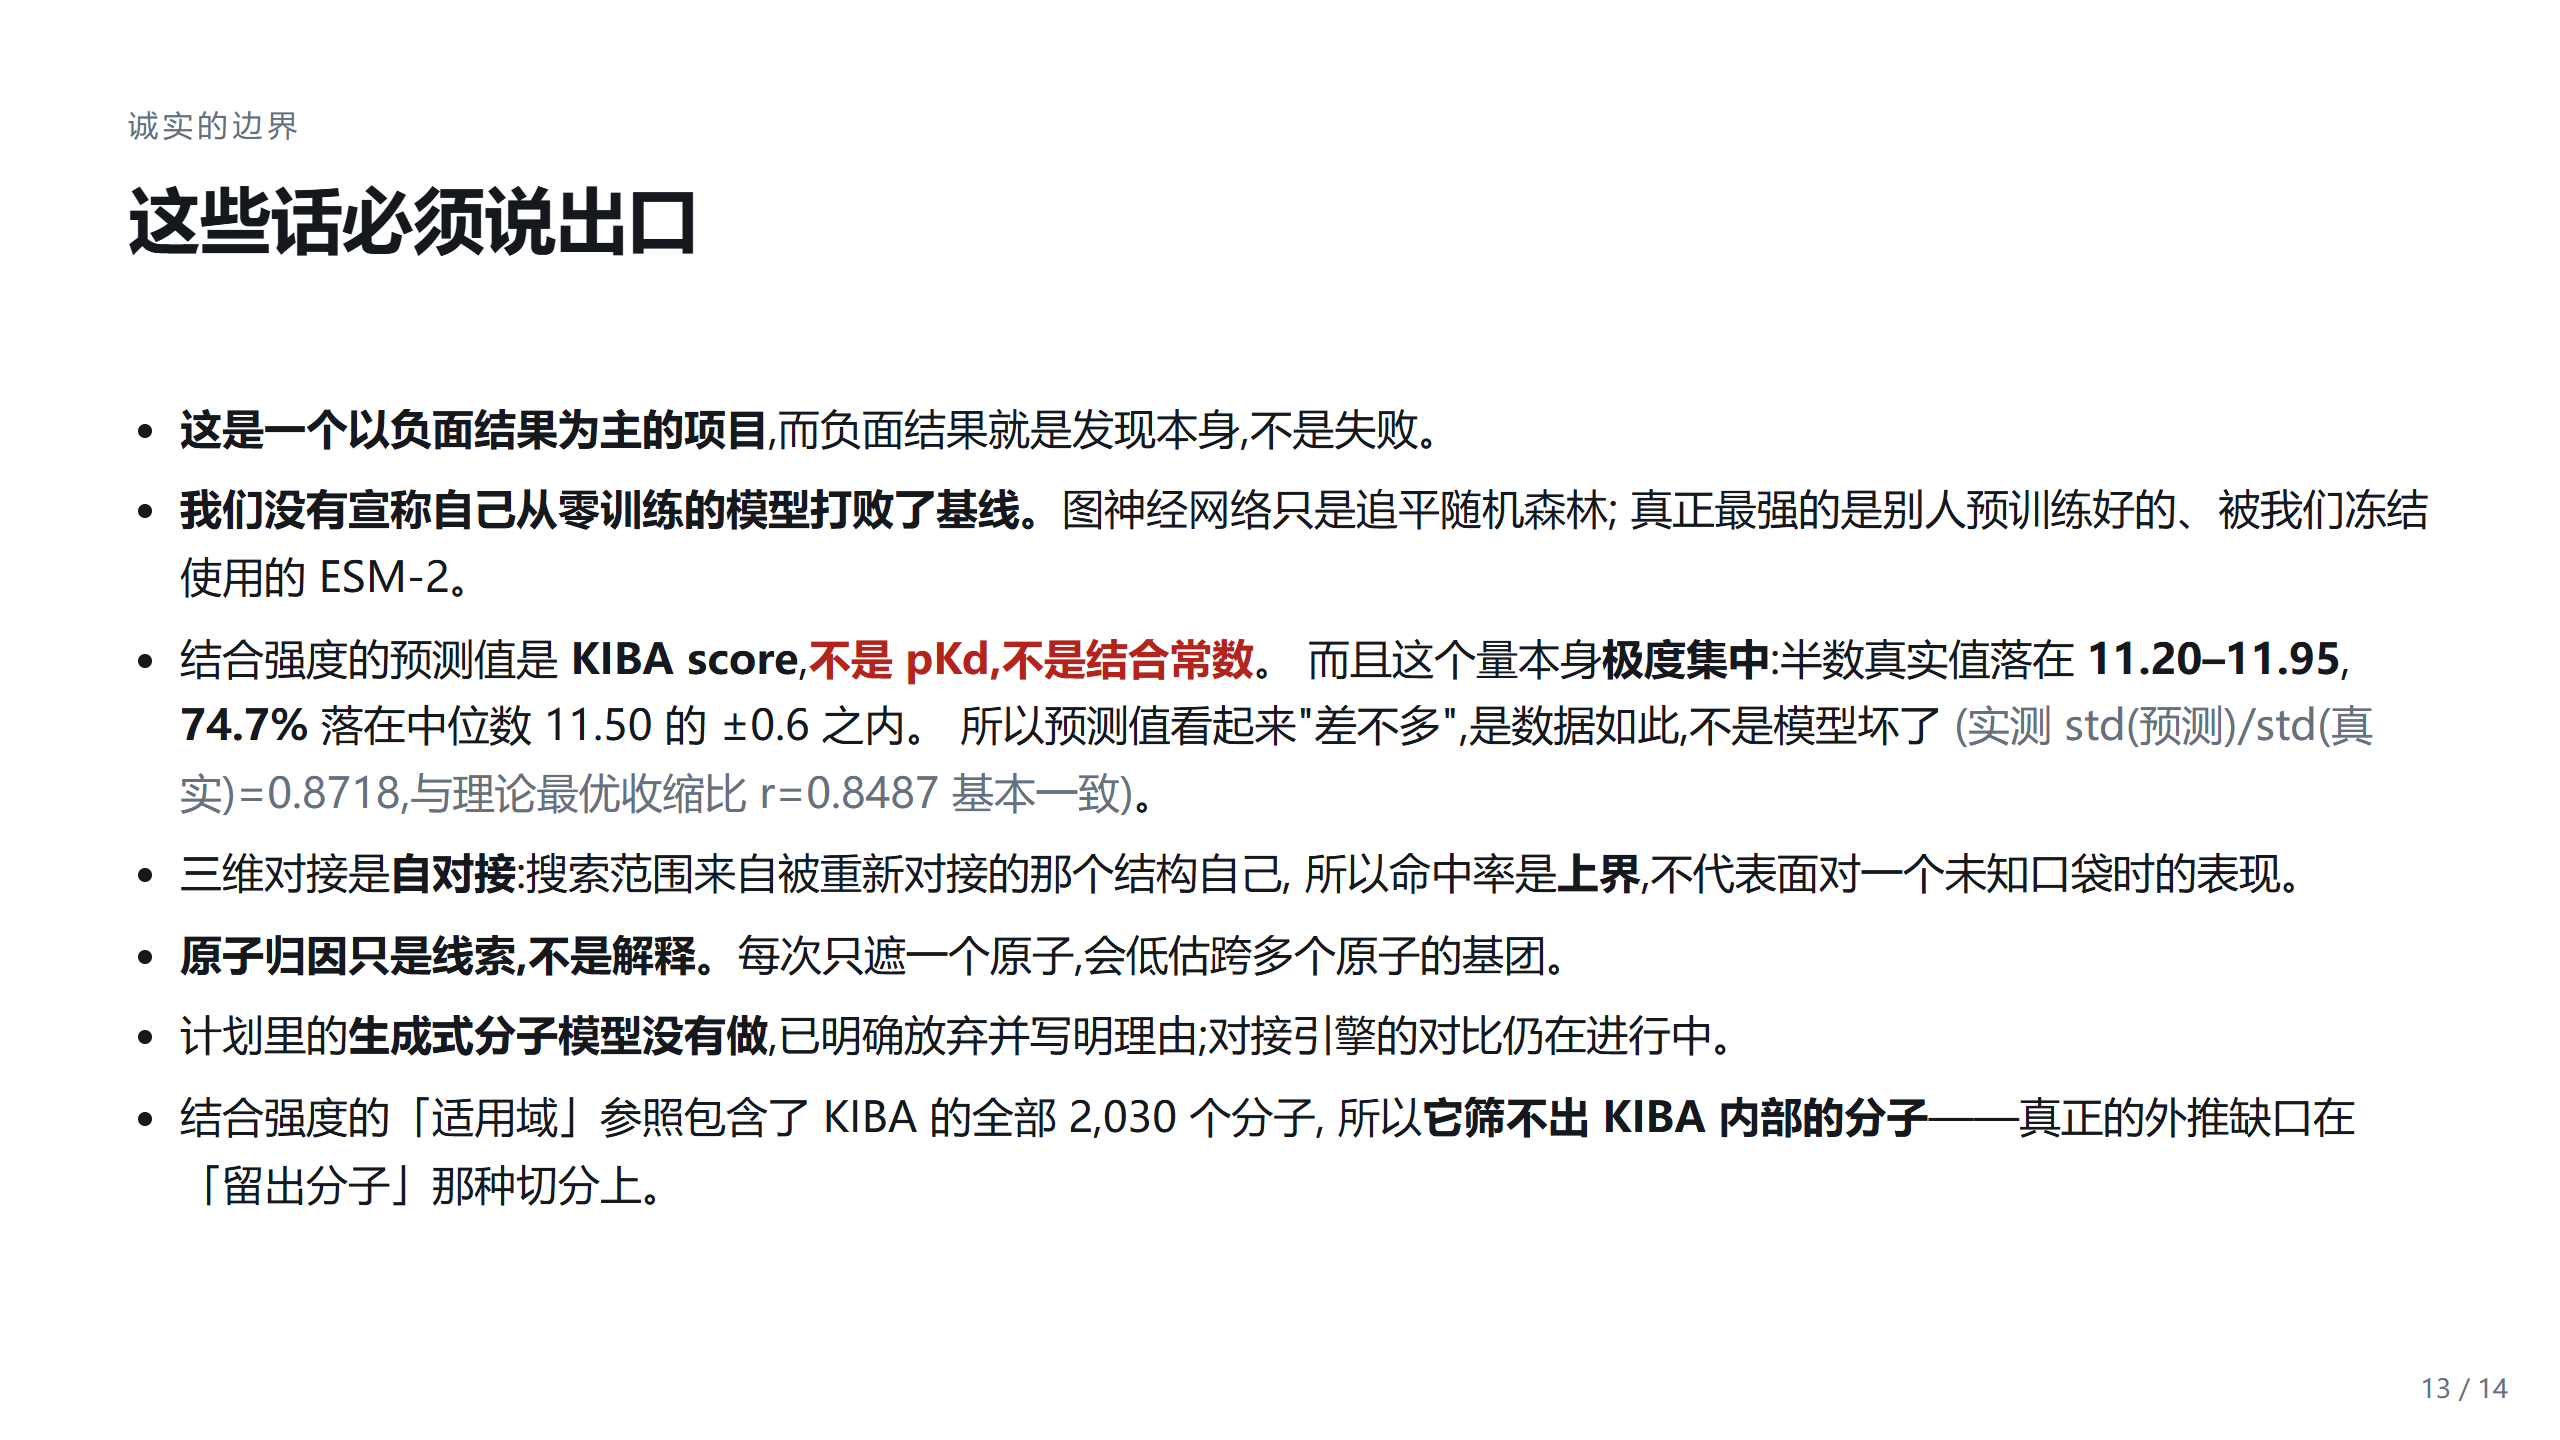 诚实的边界
这些话必须说出口
• 这是一个以负面结果为主的项目,而负面结果就是发现本身,不是失败。
• 我们没有宣称自己从零训练的模型打败了基线。图神经网络只是追平随机森林; 真正最强的是别人预训练好的、被我们冻结
使用的 ESM-2。
• 结合强度的预测值是 KIBA score,不是 pKd,不是结合常数。 而且这个量本身极度集中:半数真实值落在 11.20–11.95,
74.7% 落在中位数 11.50 的 ±0.6 之内。 所以预测值看起来"差不多",是数据如此,不是模型坏了 (实测 std(预测)/std(真
实)=0.8718,与理论最优收缩比 r=0.8487 基本一致)。
• 三维对接是自对接:搜索范围来自被重新对接的那个结构自己, 所以命中率是上界,不代表面对一个未知口袋时的表现。
• 原子归因只是线索,不是解释。每次只遮一个原子,会低估跨多个原子的基团。
• 计划里的生成式分子模型没有做,已明确放弃并写明理由;对接引擎的对比仍在进行中。
• 结合强度的「适用域」参照包含了 KIBA 的全部 2,030 个分子, 所以它筛不出 KIBA 内部的分子——真正的外推缺口在
「留出分子」那种切分上。
13 / 14